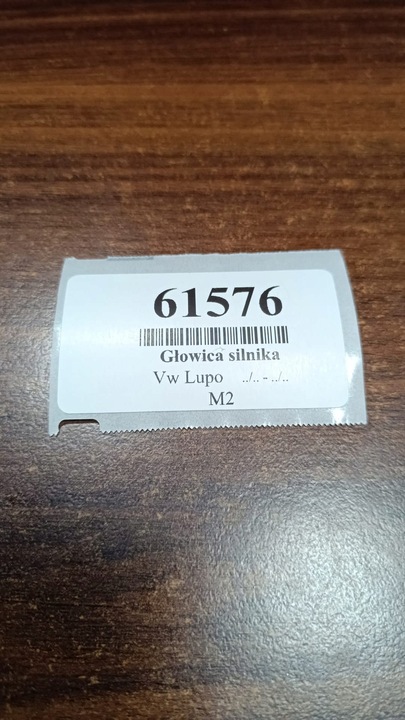 61576
Głowica silnika
Vw Lupo ../.. - ../..
M2